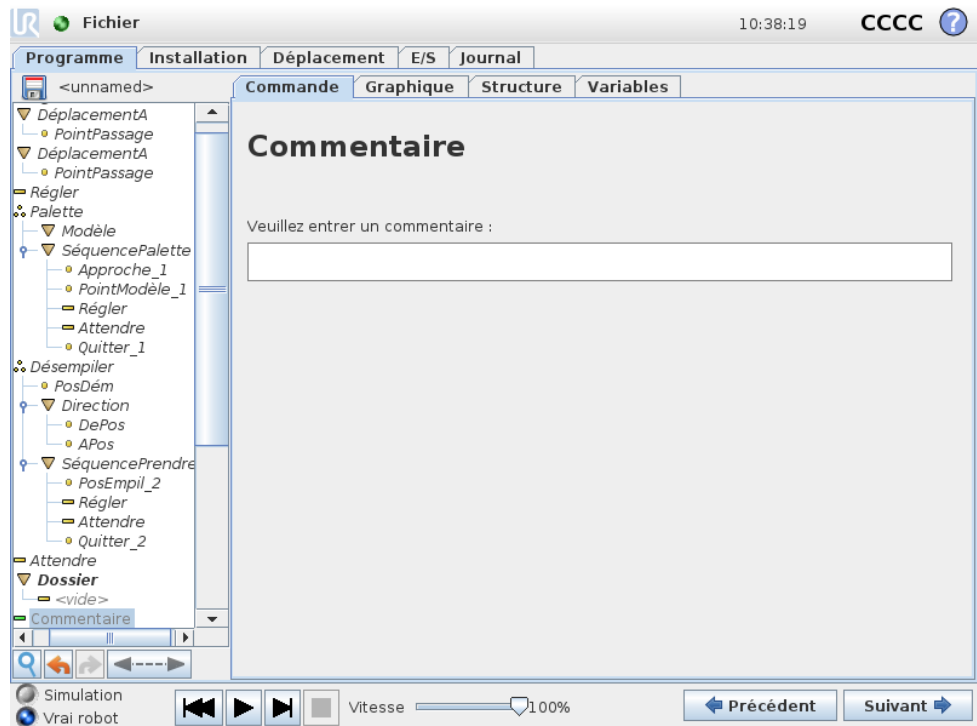 UR Fichier 10:38:19 CCCC ?
Programme Installation Déplacement E/S Journal
<unnamed>
Commande Graphique Structure Variables
DéplacementA
PointPassage
DéplacementA
PointPassage
Régler
Palette
Modèle
SéquencePalette
Approche_1
PointModèle_1
Régler
Attendre
Quitter_1
Désempiler
PosDém
Direction
DePos
APos
SéquencePrendre
PosEmpil_2
Régler
Attendre
Quitter_2
Attendre
Dossier
<vide>
Commentaire
Commentaire
Veuillez entrer un commentaire :
Simulation
Vrai robot
Vitesse 100%
Précédent Suivant